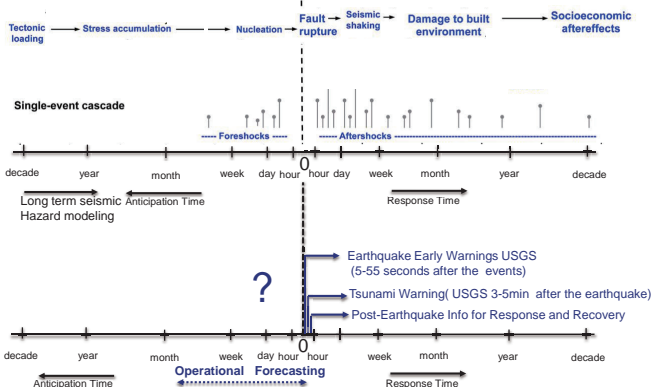 Tectonic loading
Stress accumulation
Nucleation
Fault rupture
Seismic shaking
Damage to built environment
Socioeconomic aftereffects
Single-event cascade
Foreshocks
Aftershocks
0
decade year month week day hour hour day week month year decade
Long term seismic Hazard modeling
Anticipation Time
Response Time
Earthquake Early Warnings USGS
(5-55 seconds after the events)
?
Tsunami Warning( USGS 3-5min after the earthquake)
Post-Earthquake Info for Response and Recovery
0
decade year month week day hour hour week month year decade
Anticipation Time
Operational Forecasting
Response Time